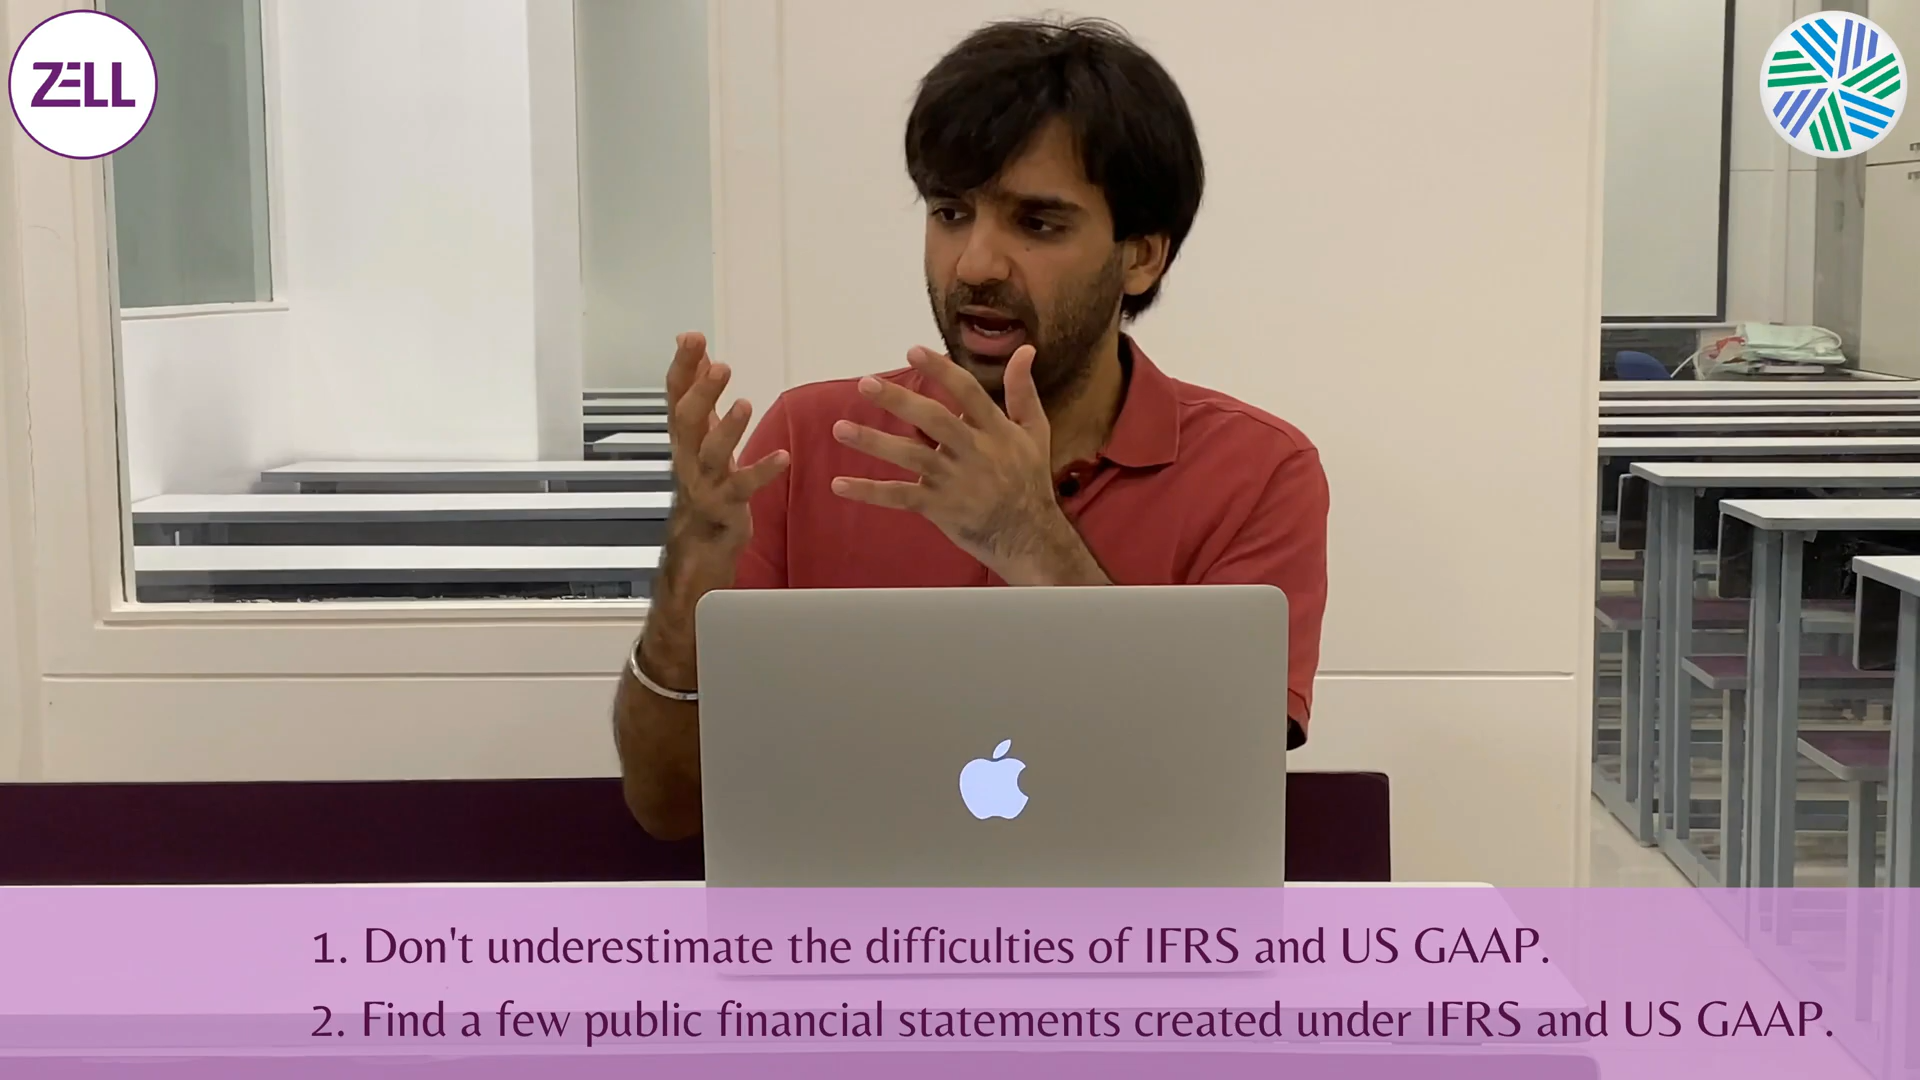 ZELL
1. Don't underestimate the difficulties of IFRS and US GAAP.
2. Find a few public financial statements created under IFRS and US GAAP.